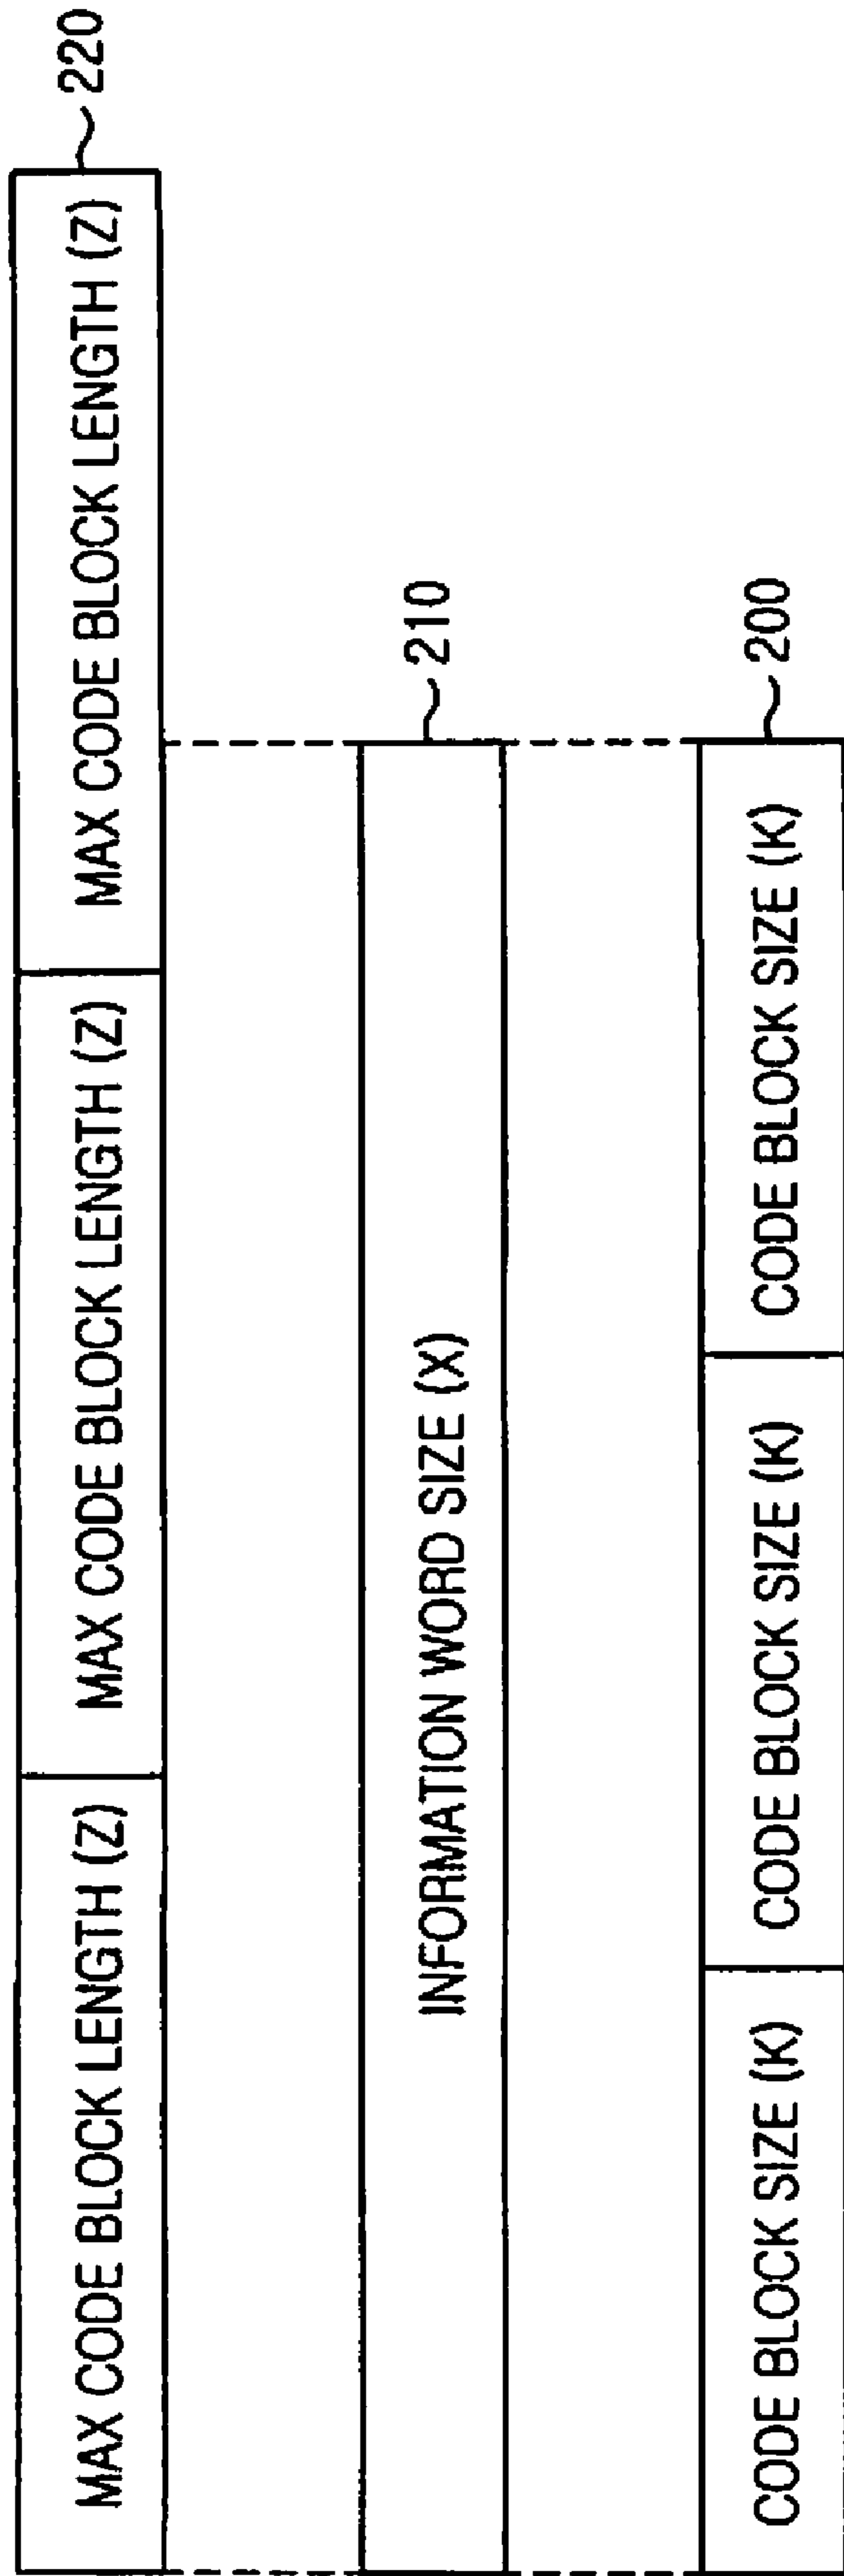 MAX CODE BLOCK LENGTH (Z) MAX CODE BLOCK LENGTH (Z) MAX CODE BLOCK LENGTH (Z) 220
INFORMATION WORD SIZE (X) 210
CODE BLOCK SIZE (K) CODE BLOCK SIZE (K) CODE BLOCK SIZE (K) 200